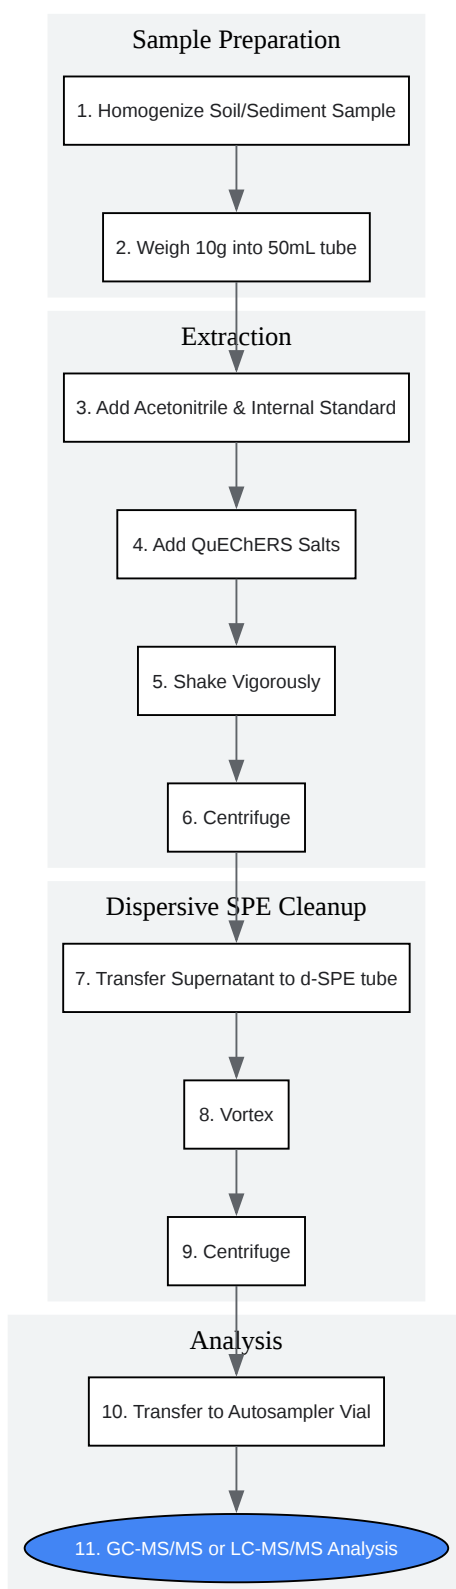 Sample Preparation
1. Homogenize Soil/Sediment Sample
2. Weigh 10g into 50mL tube
Extraction
3. Add Acetonitrile & Internal Standard
4. Add QuEChERS Salts
5. Shake Vigorously
6. Centrifuge
Dispersive SPE Cleanup
7. Transfer Supernatant to d-SPE tube
8. Vortex
9. Centrifuge
Analysis
10. Transfer to Autosampler Vial
11. GC-MS/MS or LC-MS/MS Analysis